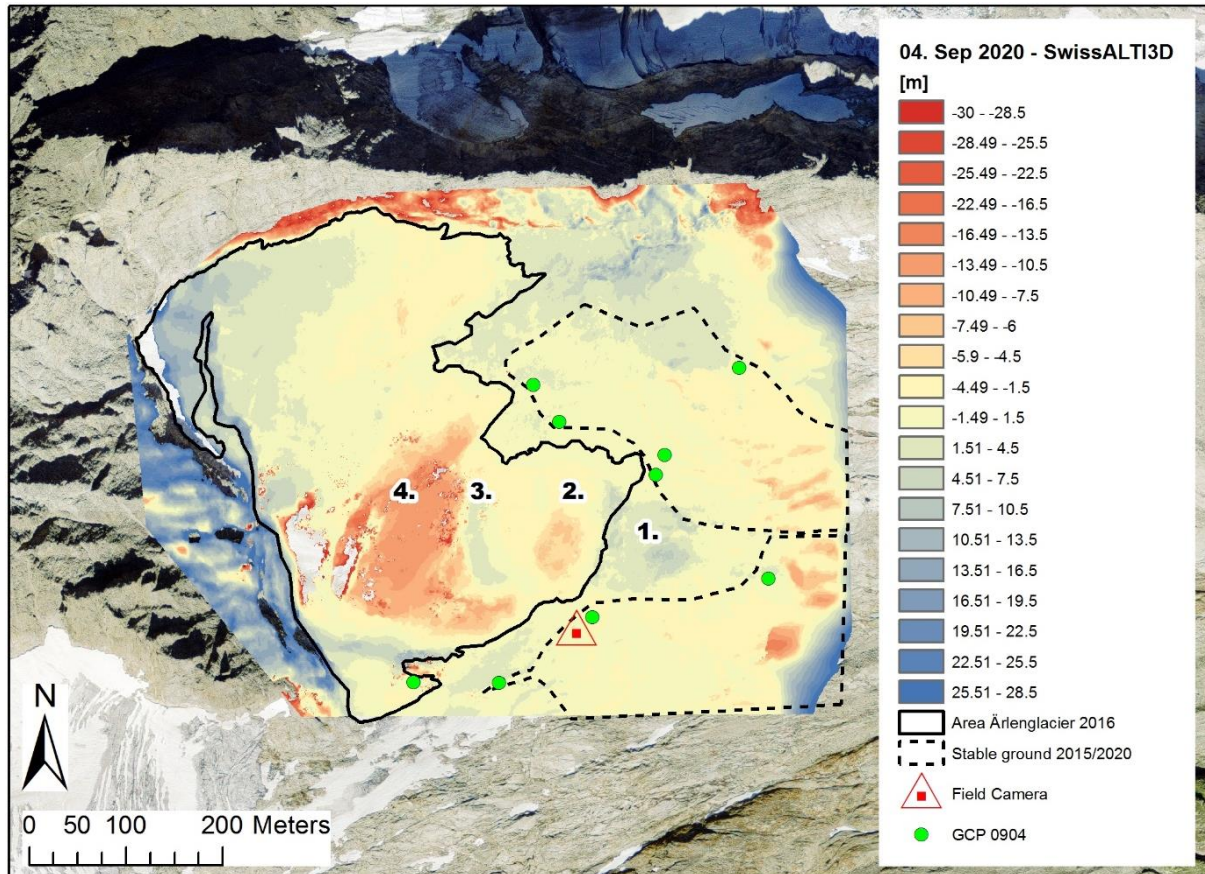 04. Sep 2020 - SwissALTI3D
[m]
-30 - -28.5
-28.49 - -25.5
-25.49 - -22.5
-22.49 - -16.5
-16.49 - -13.5
-13.49 - -10.5
-10.49 - -7.5
-7.49 - -6
-5.9 - -4.5
-4.49 - -1.5
-1.49 - 1.5
1.51 - 4.5
4.51 - 7.5
7.51 - 10.5
10.51 - 13.5
13.51 - 16.5
16.51 - 19.5
19.51 - 22.5
22.51 - 25.5
25.51 - 28.5
Area Ärlenglacier 2016
Stable ground 2015/2020
Field Camera
GCP 0904
4. 3. 2.
1.
N
0 50 100 200 Meters